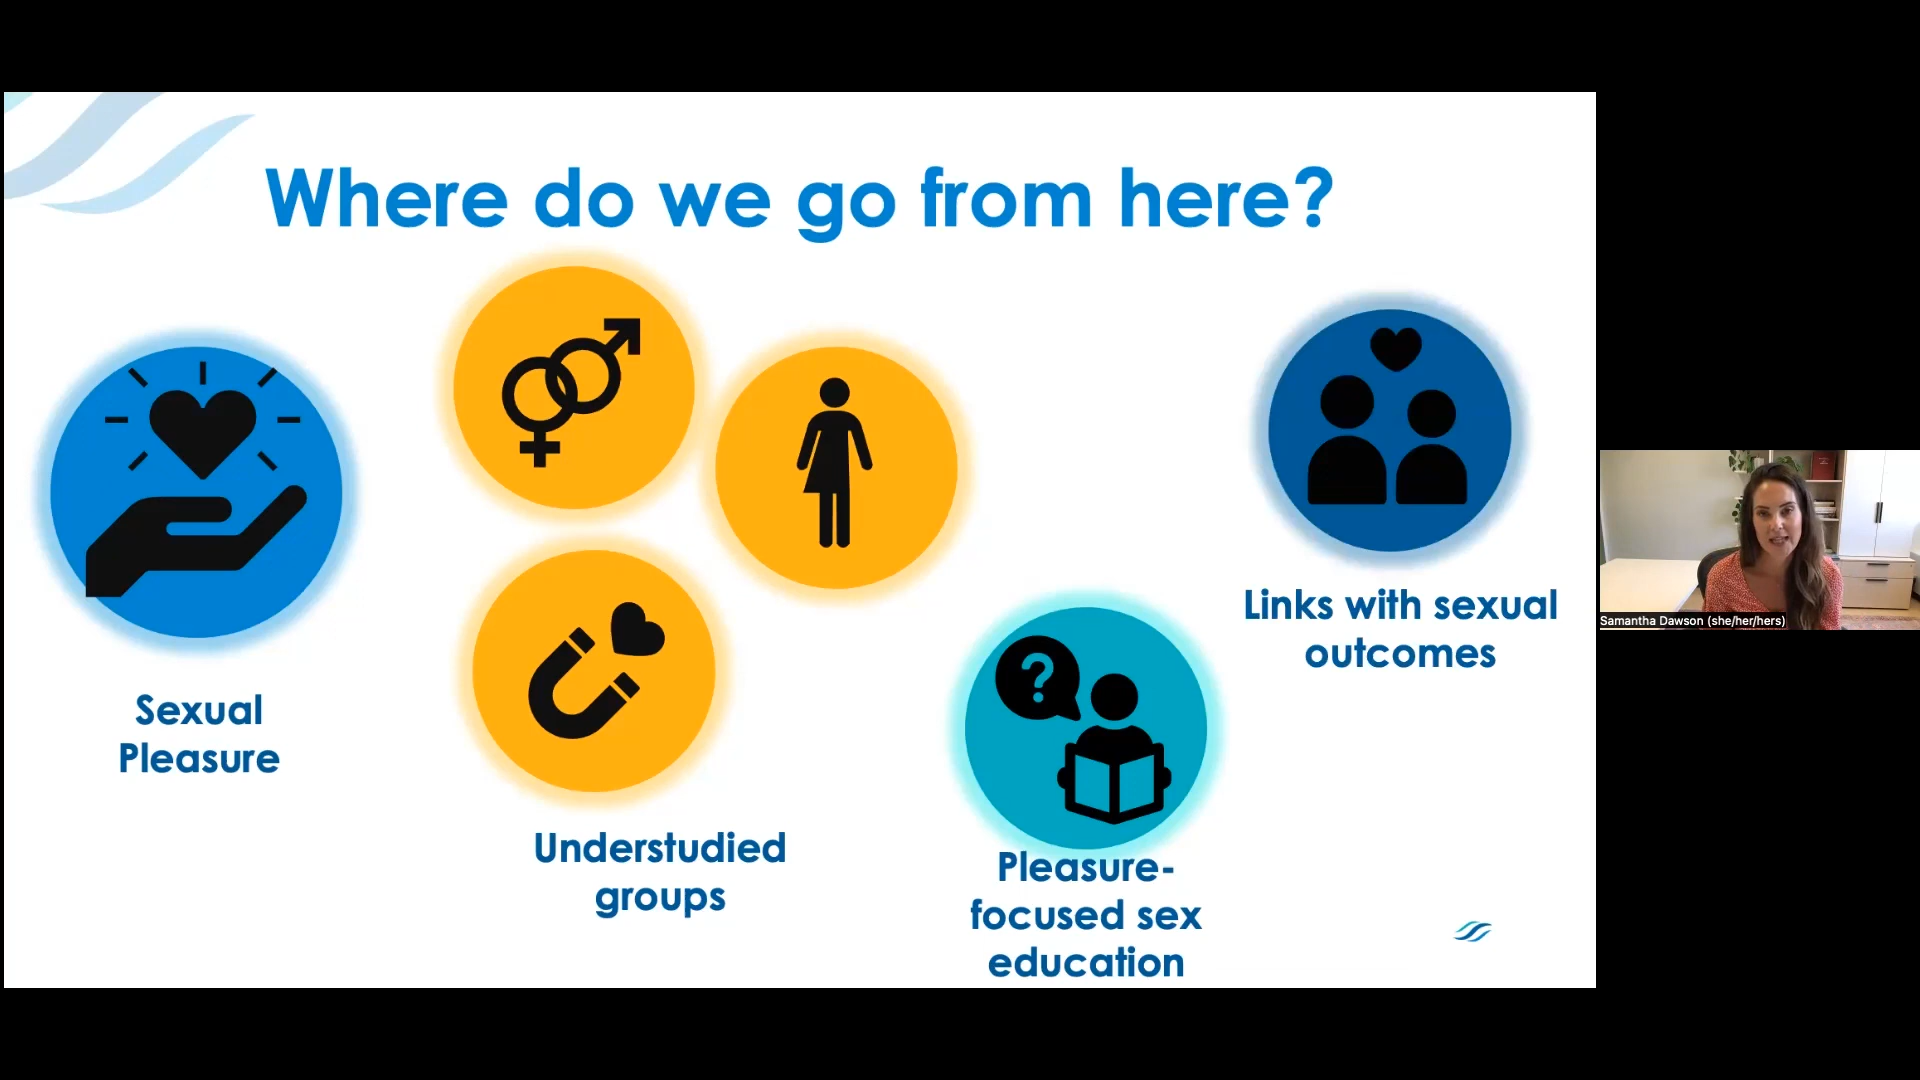 Where do we go from here?
Sexual
Pleasure
Understudied
groups
?
Pleasure-
focused sex
education
Links with sexual
outcomes
Samantha Dawson (she/her/hers)